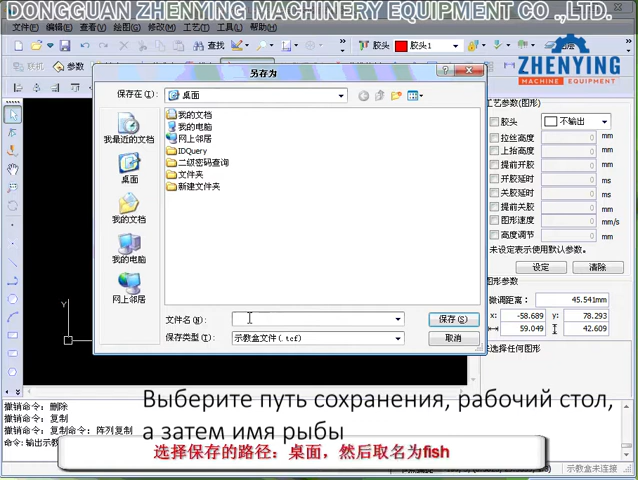 DONGGUAN ZHENYING MACHINERY EQUIPMENT CO .,LTD.
文件(F) 编辑(E) 查看(V) 绘图(G) 修改(M) 工艺(T) 工具(L) 帮助(H)
查找 胶头 胶头1 图层
联机 参数
ZHENYING
MACHINE EQUIPMENT
另存为
保存在(I): 桌面
我最近的文档
桌面
我的文档
我的电脑
网上邻居
我的文档
我的电脑
网上邻居
IDQuery
二级密码查询
文件夹
新建文件夹
文件名(N): 保存(S)
保存类型(T): 示教盒文件(.tcf) 取消
工艺参数(图形)
胶头 不输出
拉丝高度 0 mm
上抬高度 0 mm
提前开胶 0 mm
开胶延时 0 ms
关胶延时 0 ms
提前关胶 0 mm
图形速度 0 mm/s
高度调节 0 mm
未设定表示使用默认参数。
设定 清除
图形参数
微调距离: 45.541mm
x: -58.689 y: 78.293
59.049 42.609
未选择任何图形
Y
撤销命令: 删除
撤销命令: 复制
撤销命令: 阵列复制
命令: 输出示教
Выберите путь сохранения, рабочий стол,
а затем имя рыбы
选择保存的路径：桌面，然后取名为fish
示教盒未连接